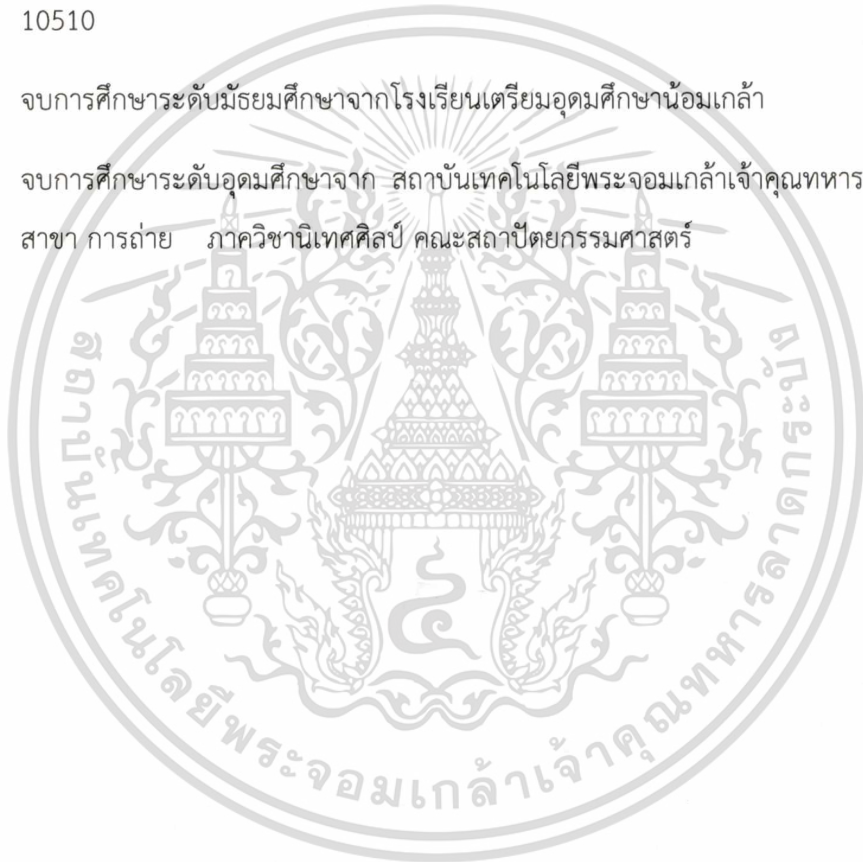 10510
จบการศึกษาระดับมัธยมศึกษาจากโรงเรียนเตรียมอุดมศึกษาน้อมเกล้า
จบการศึกษาระดับอุดมศึกษาจาก สถาบันเทคโนโลยีพระจอมเกล้าเจ้าคุณทหาร
สาขา การถ่าย ภาควิชานิเทศศิลป์ คณะสถาปัตยกรรมศาสตร์
สถาบันเทคโนโลยีพระจอมเกล้าเจ้าคุณทหารลาดกระบัง
๔